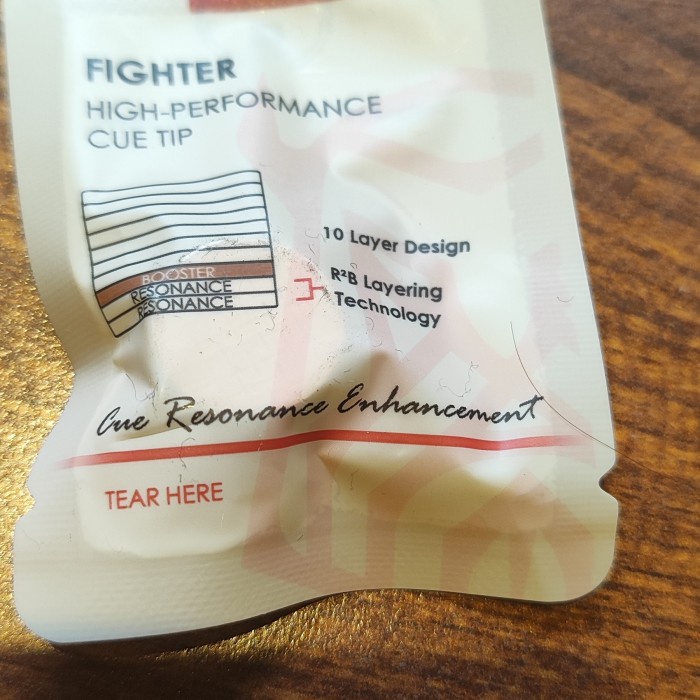 FIGHTER
HIGH-PERFORMANCE
CUE TIP
10 Layer Design
BOOSTER
RESONANCE
RESONANCE
R²B Layering
Technology
Cue Resonance Enhancement
TEAR HERE